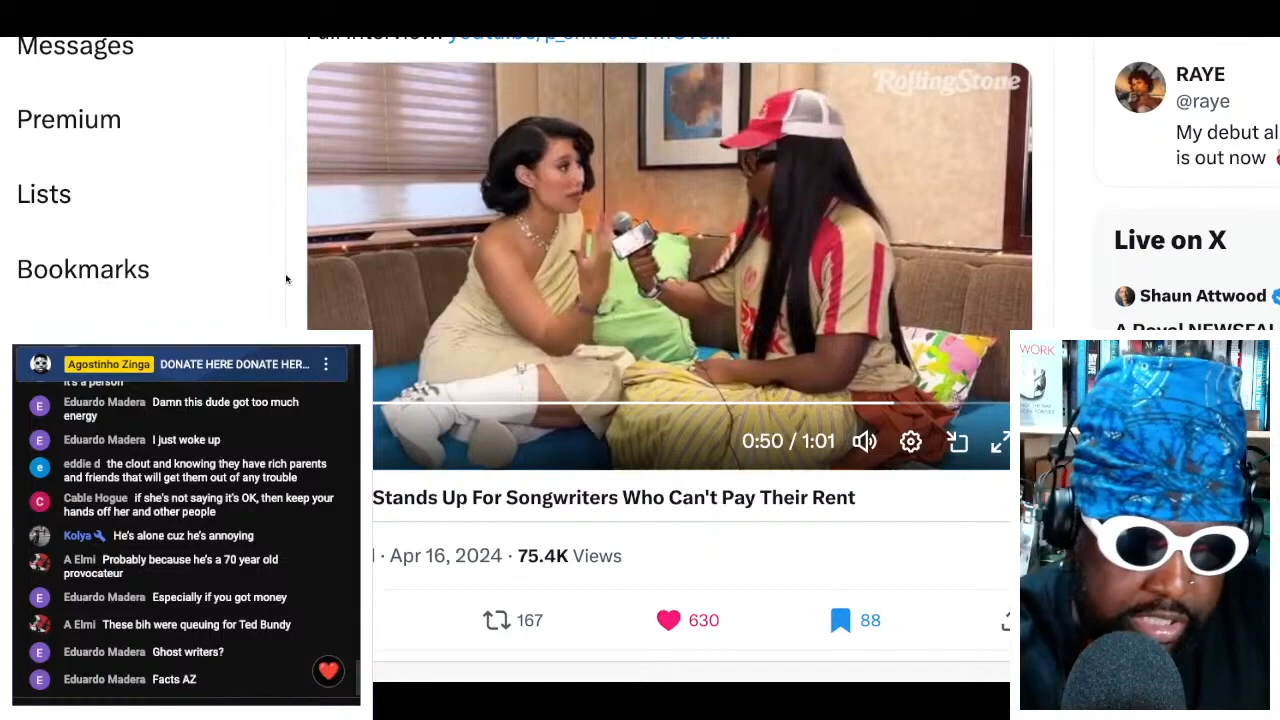 Messages
Premium
Lists
Bookmarks
RollingStone
RAYE
@raye
My debut al
is out now
Live on X
Shaun Attwood
Agostinho Zinga DONATE HERE DONATE HER...
it's a person
Eduardo Madera Damn this dude got too much
energy
Eduardo Madera I just woke up
eddie d the clout and knowing they have rich parents
and friends that will get them out of any trouble
Cable Hogue if she's not saying it's OK, then keep your
hands off her and other people
Kolya He's alone cuz he's annoying
A Elmi Probably because he's a 70 year old
provocateur
Eduardo Madera Especially if you got money
A Elmi These bih were queuing for Ted Bundy
Eduardo Madera Ghost writers?
Eduardo Madera Facts AZ
0:50 / 1:01
Stands Up For Songwriters Who Can't Pay Their Rent
· Apr 16, 2024 · 75.4K Views
167 630 88
WORK